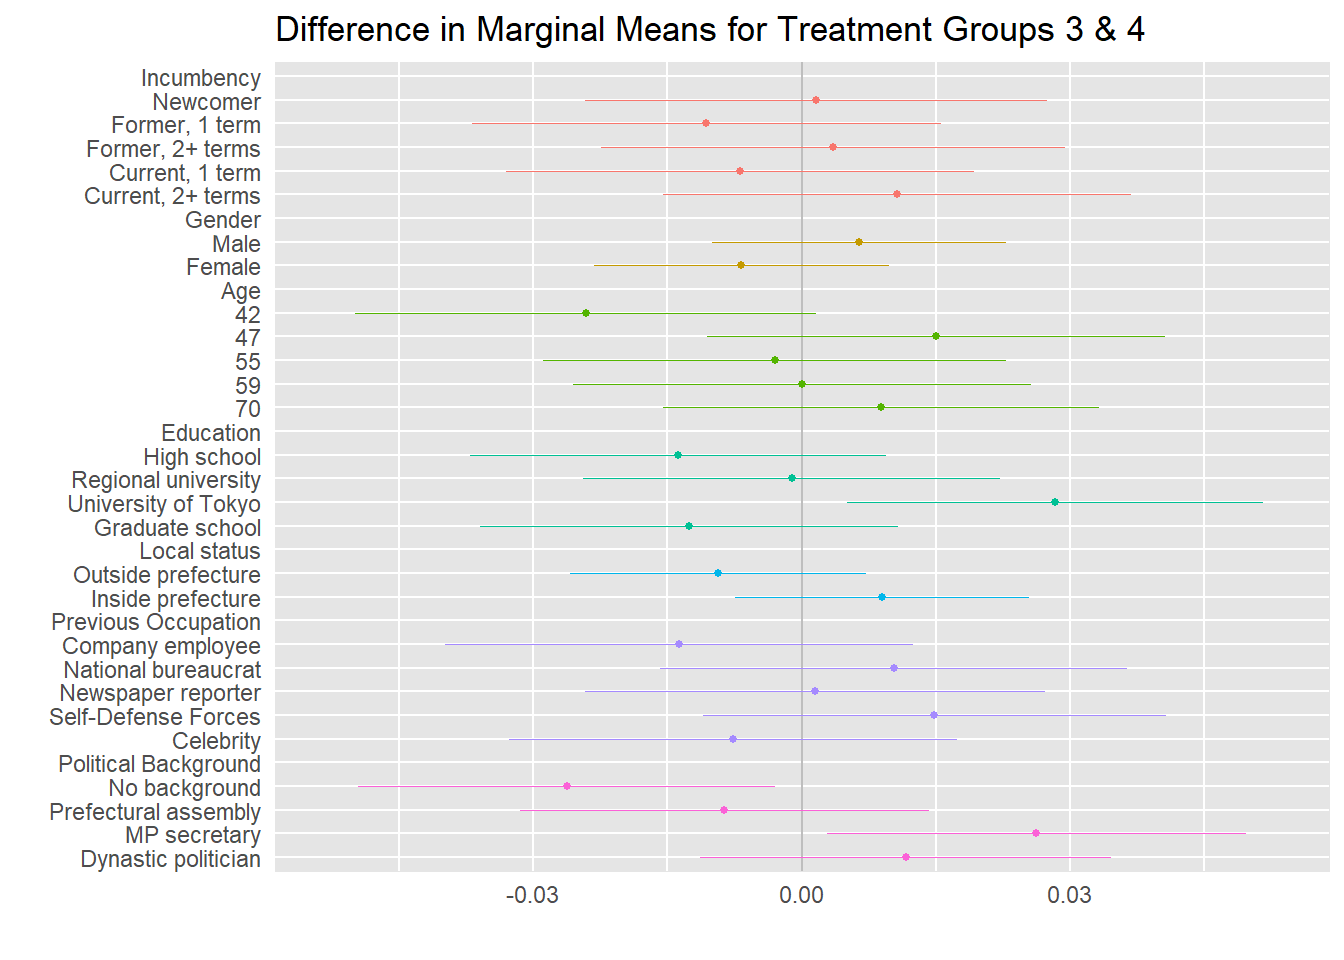 Difference in Marginal Means for Treatment Groups 3 & 4
Incumbency
Newcomer
Former, 1 term
Former, 2+ terms
Current, 1 term
Current, 2+ terms
Gender
Male
Female
Age
42
47
55
59
70
Education
High school
Regional university
University of Tokyo
Graduate school
Local status
Outside prefecture
Inside prefecture
Previous Occupation
Company employee
National bureaucrat
Newspaper reporter
Self-Defense Forces
Celebrity
Political Background
No background
Prefectural assembly
MP secretary
Dynastic politician
-0.03 0.00 0.03